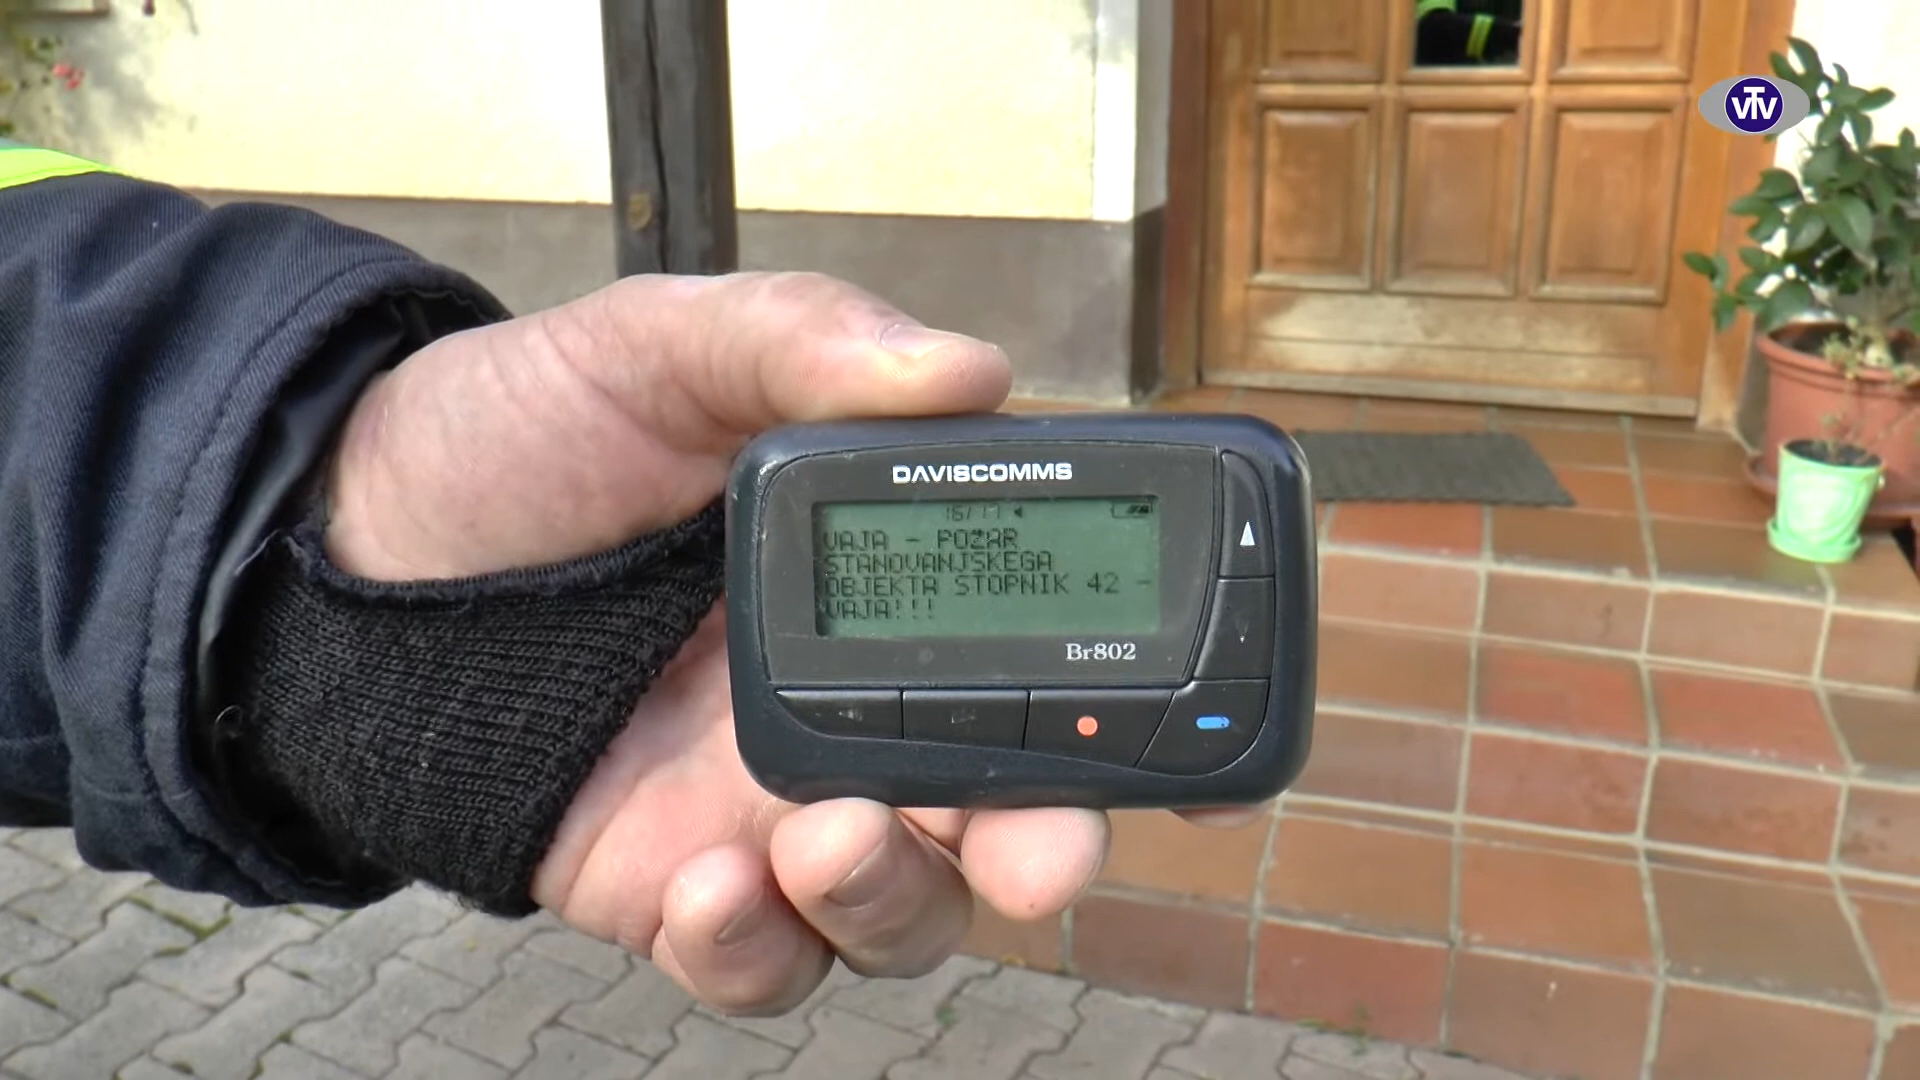 VTV
DAVISCOMMS
VAJA - POŽAR
STANOVANJSKEGA
OBJEKTA STOPNIK 42 -
VAJA!!!
Br802